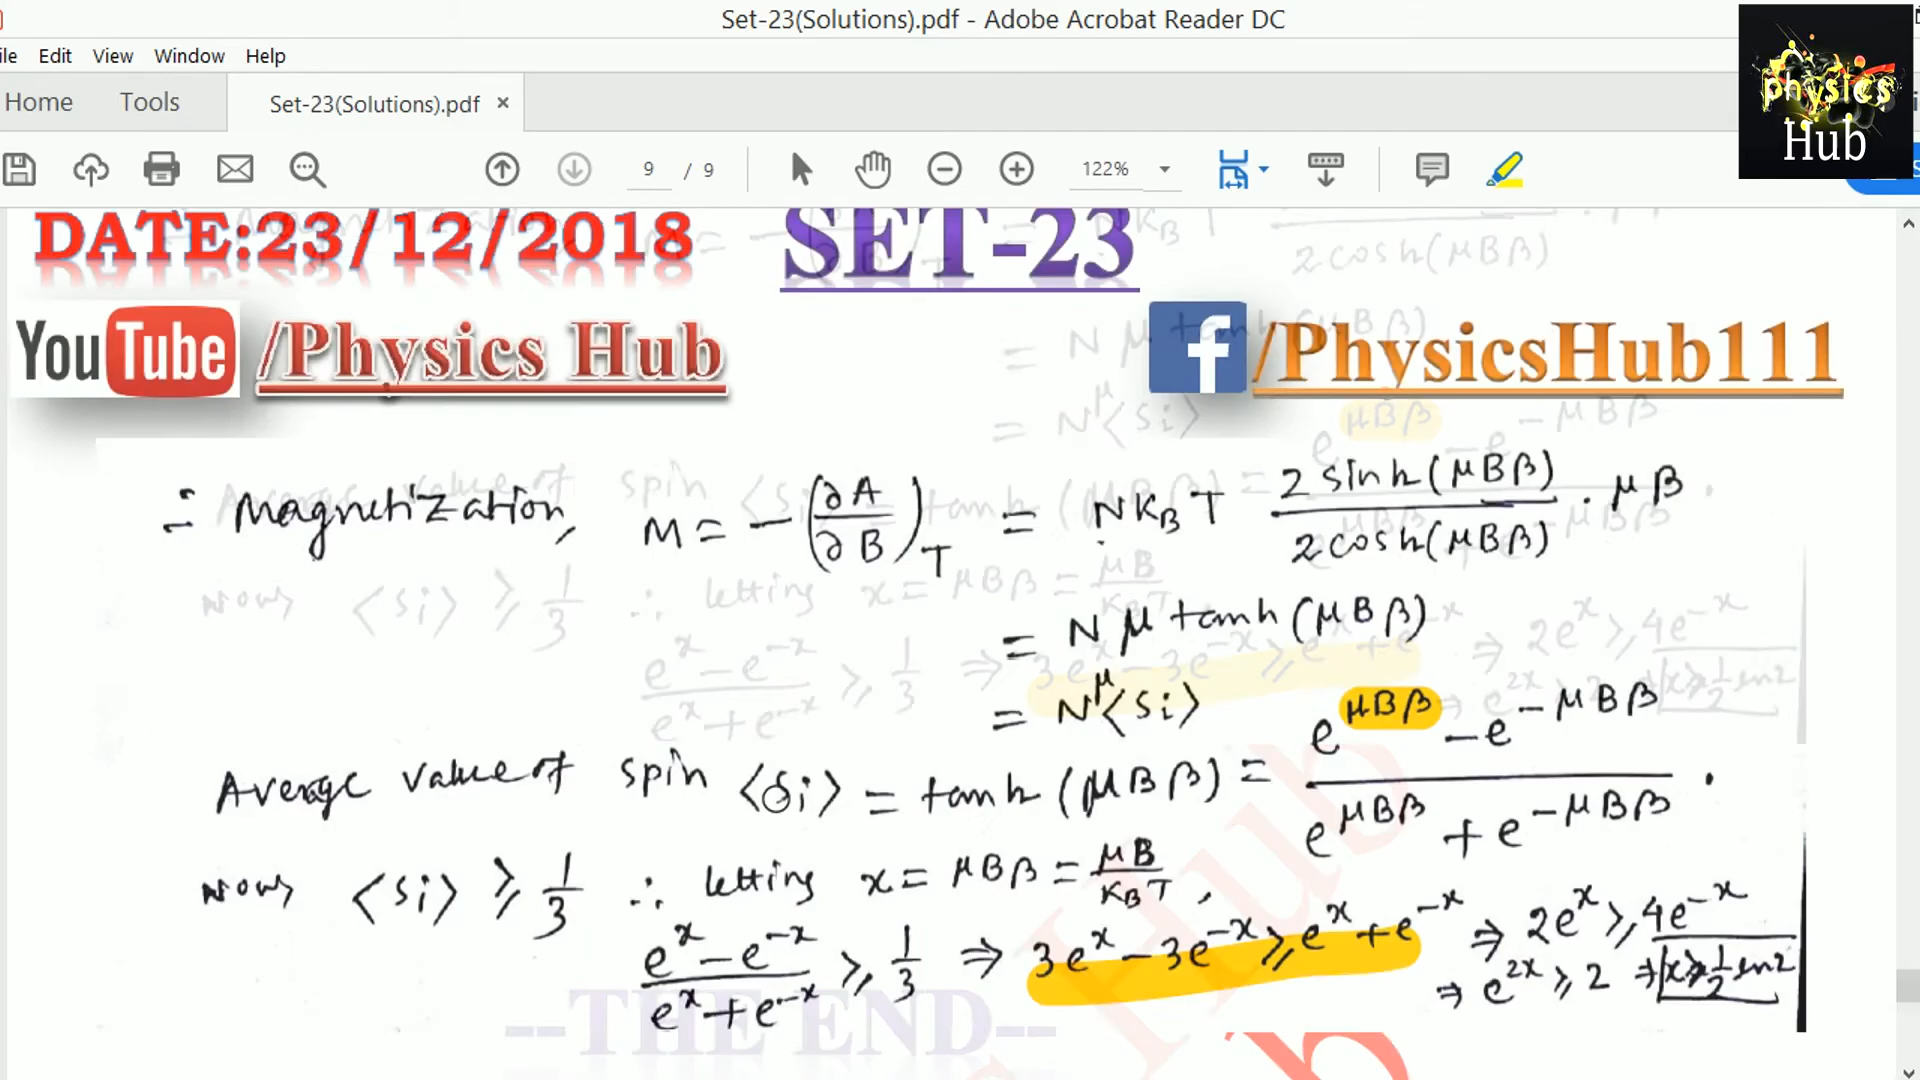 Set-23(Solutions).pdf - Adobe Acrobat Reader DC
ile Edit View Window Help
Home Tools Set-23(Solutions).pdf ×
physics Hub
9 / 9 122%
DATE:23/12/2018 SET-23
YouTube /Physics Hub f /PhysicsHub111
∴ Magnetization, M = -(∂A/∂B)_T = NK_BT 2 sinh(μBβ)/2 cosh(μBβ) . μβ
= Nμ tanh(μBβ)
= Nμ⟨Si⟩
Average value of spin ⟨Si⟩ = tanh(μBβ) = (e^{μBβ} - e^{-μBβ})/(e^{μBβ} + e^{-μBβ}) .
Now, ⟨Si⟩ ⩾ 1/3 ∴ letting x = μBβ = μB/K_BT ,
(e^x - e^{-x})/(e^x + e^{-x}) ⩾ 1/3 ⇒ 3e^x - 3e^{-x} ⩾ e^x + e^{-x} ⇒ 2e^x ⩾ 4e^{-x}
⇒ e^{2x} ⩾ 2 ⇒ x ⩾ 1/2 ln2
--THE END--